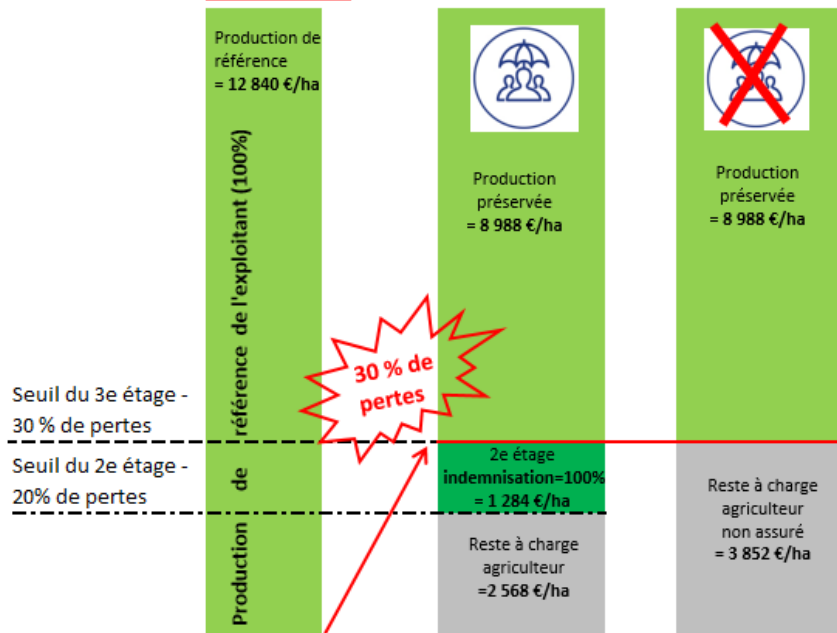 Production de
référence
= 12 840 €/ha
Production de référence de l'exploitant (100%)
Seuil du 3e étage -
30 % de pertes
Seuil du 2e étage -
20% de pertes
30 % de
pertes
Production
préservée
= 8 988 €/ha
2e étage
indemnisation=100%
= 1 284 €/ha
Reste à charge
agriculteur
=2 568 €/ha
Production
préservée
= 8 988 €/ha
Reste à charge
agriculteur
non assuré
= 3 852 €/ha